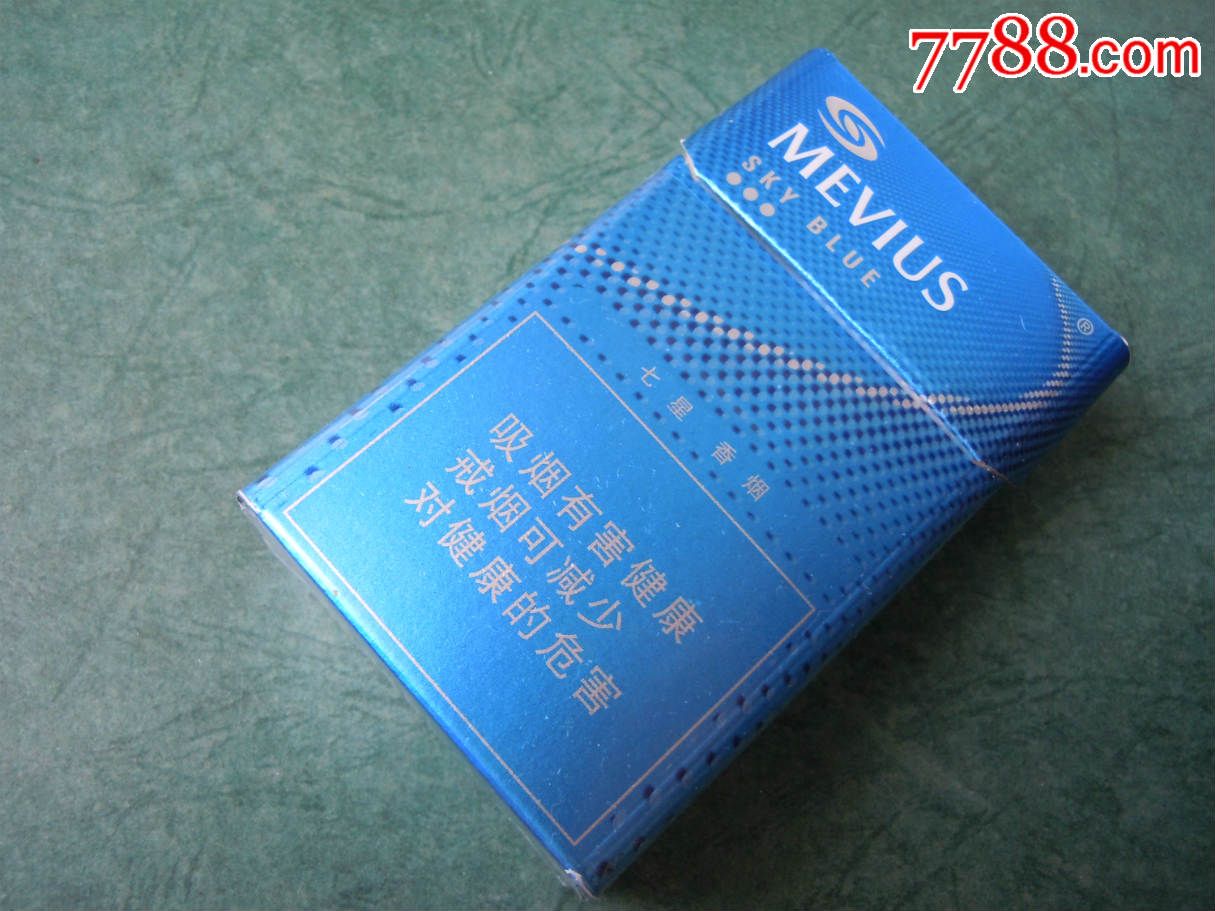 7788.com
MEVIUS
SKY BLUE
®
七星香烟
吸烟有害健康
戒烟可减少
对健康的危害